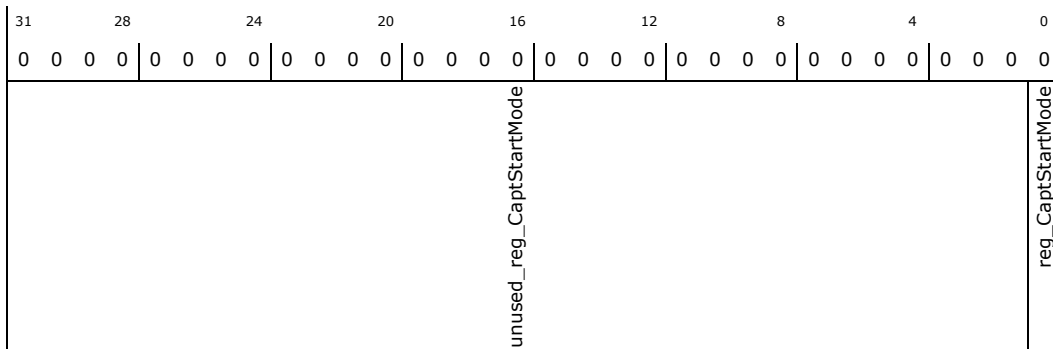 31 28 24 20 16 12 8 4 0
0 0 0 0 0 0 0 0 0 0 0 0 0 0 0 0 0 0 0 0 0 0 0 0 0 0 0 0 0 0 0 0
unused_reg_CaptStartMode
reg_CaptStartMode